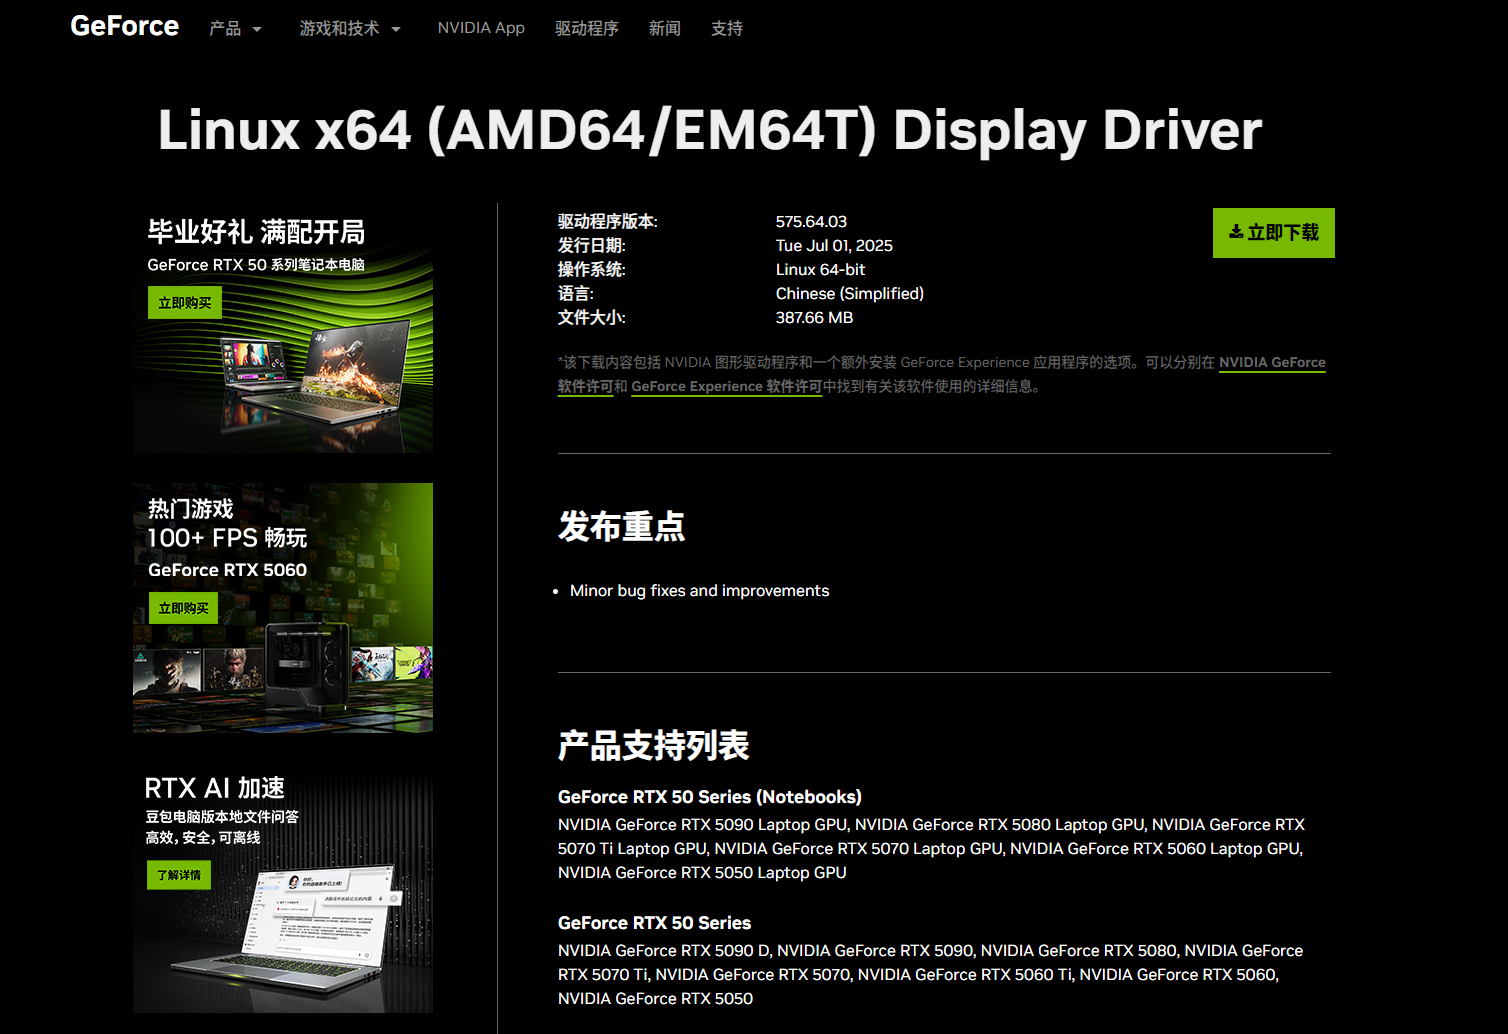 GeForce 产品 游戏和技术 NVIDIA App 驱动程序 新闻 支持
Linux x64 (AMD64/EM64T) Display Driver
毕业好礼 满配开局
GeForce RTX 50 系列笔记本电脑
立即购买
热门游戏
100+ FPS 畅玩
GeForce RTX 5060
立即购买
RTX AI 加速
豆包电脑版本地文件问答
高效，安全，可离线
了解详情
驱动程序版本: 575.64.03
发行日期: Tue Jul 01, 2025
操作系统: Linux 64-bit
语言: Chinese (Simplified)
文件大小: 387.66 MB
立即下载
*该下载内容包括 NVIDIA 图形驱动程序和一个额外安装 GeForce Experience 应用程序的选项。可以分别在 NVIDIA GeForce
软件许可和 GeForce Experience 软件许可中找到有关该软件使用的详细信息。
发布重点
Minor bug fixes and improvements
产品支持列表
GeForce RTX 50 Series (Notebooks)
NVIDIA GeForce RTX 5090 Laptop GPU, NVIDIA GeForce RTX 5080 Laptop GPU, NVIDIA GeForce RTX
5070 Ti Laptop GPU, NVIDIA GeForce RTX 5070 Laptop GPU, NVIDIA GeForce RTX 5060 Laptop GPU,
NVIDIA GeForce RTX 5050 Laptop GPU
GeForce RTX 50 Series
NVIDIA GeForce RTX 5090 D, NVIDIA GeForce RTX 5090, NVIDIA GeForce RTX 5080, NVIDIA GeForce
RTX 5070 Ti, NVIDIA GeForce RTX 5070, NVIDIA GeForce RTX 5060 Ti, NVIDIA GeForce RTX 5060,
NVIDIA GeForce RTX 5050